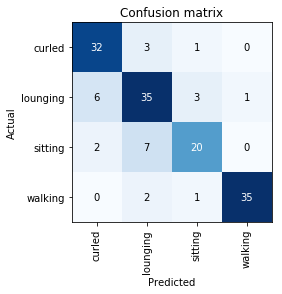 Confusion matrix
curled 32 3 1 0
lounging 6 35 3 1
sitting 2 7 20 0
walking 0 2 1 35
Actual
curled lounging sitting walking
Predicted